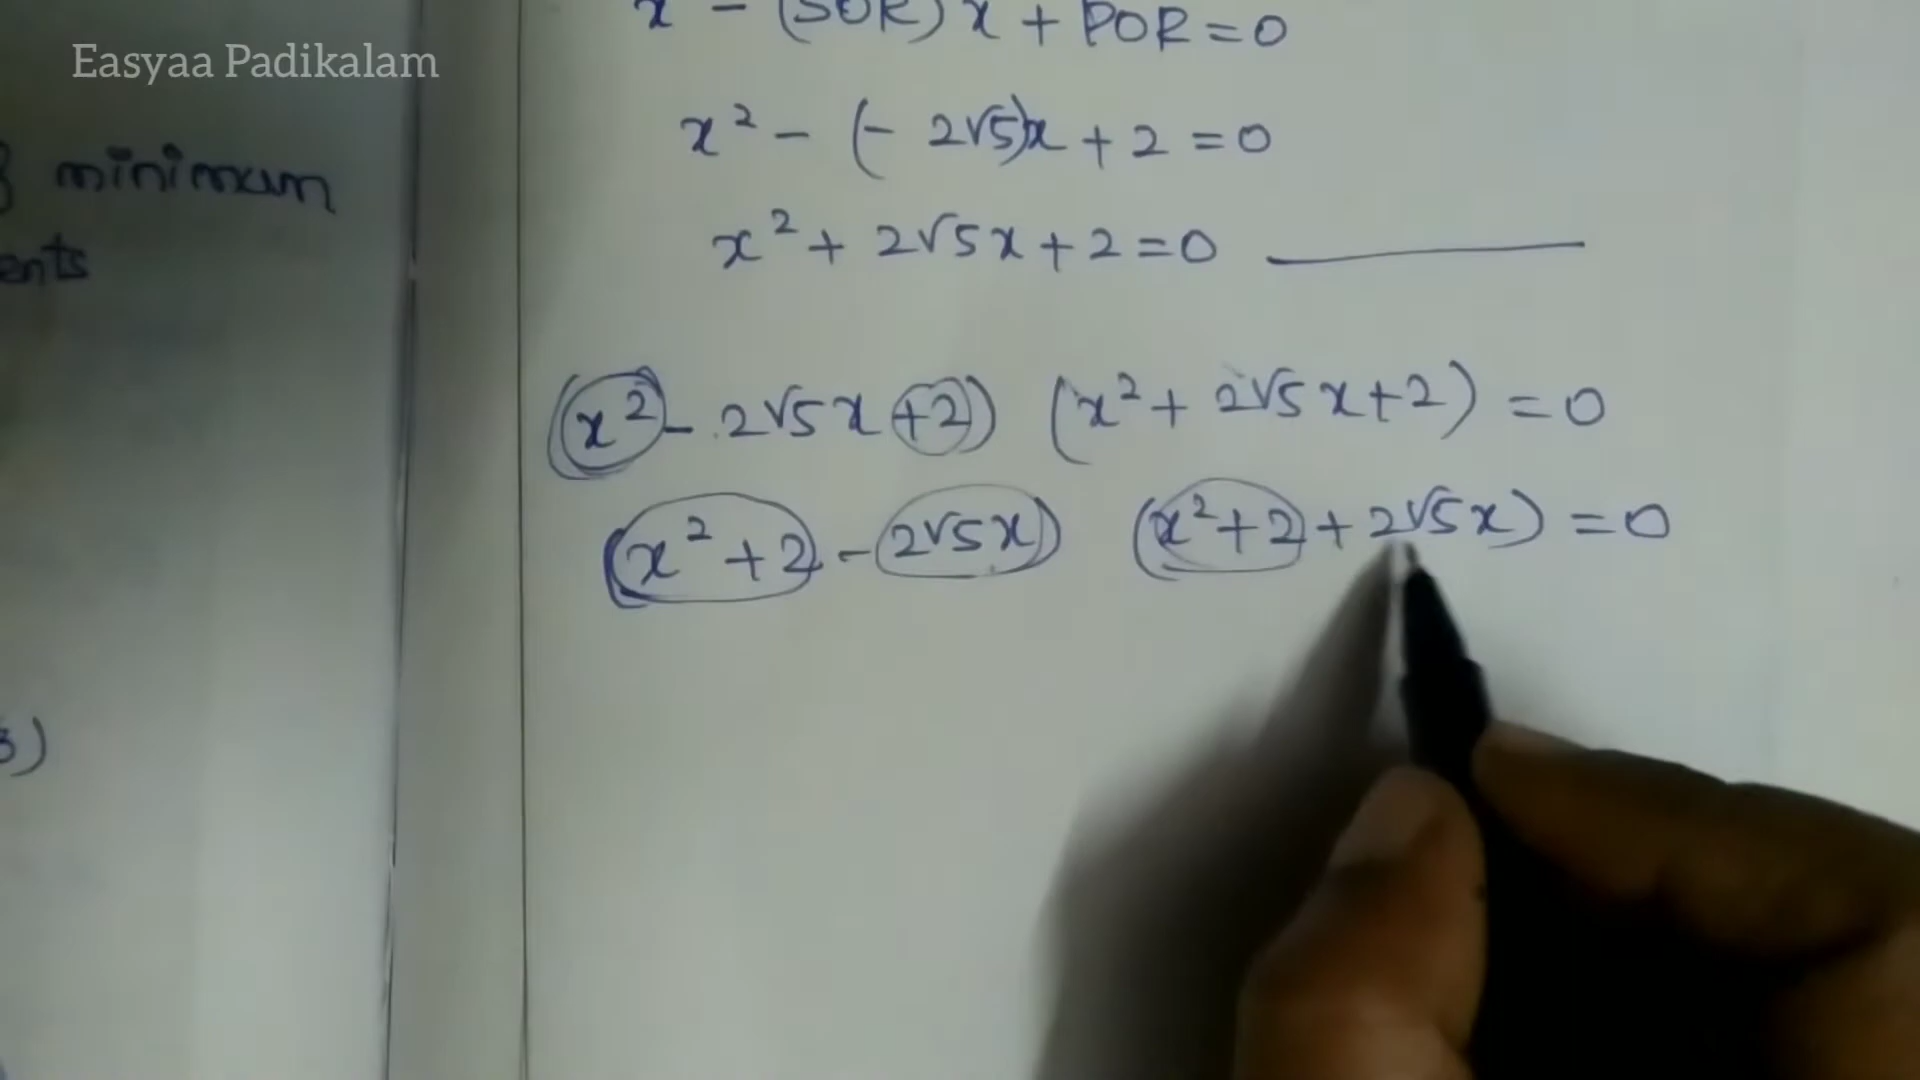 Easyaa Padikalam
x - (SOR) x + POR = 0
x² - (- 2√5)x + 2 = 0
x² + 2√5x + 2 = 0
(x² - 2√5x + 2) (x² + 2√5x + 2) = 0
(x² + 2 - 2√5x) (x² + 2 + 2√5x) = 0
minimum
ents
3)